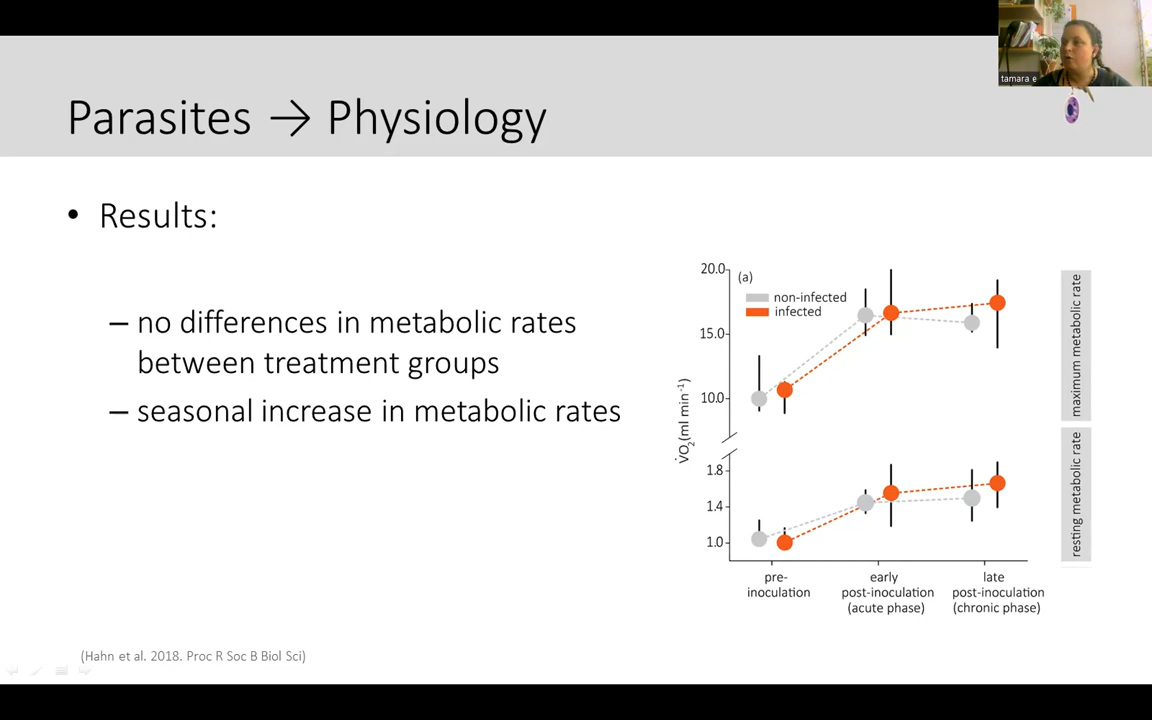 tamara e
Parasites → Physiology
• Results:
– no differences in metabolic rates
between treatment groups
– seasonal increase in metabolic rates
(a)
non-infected
infected
20.0
15.0
10.0
1.8
1.4
1.0
V̇O₂(ml min⁻¹)
maximum metabolic rate
resting metabolic rate
pre-
inoculation
early
post-inoculation
(acute phase)
late
post-inoculation
(chronic phase)
(Hahn et al. 2018. Proc R Soc B Biol Sci)